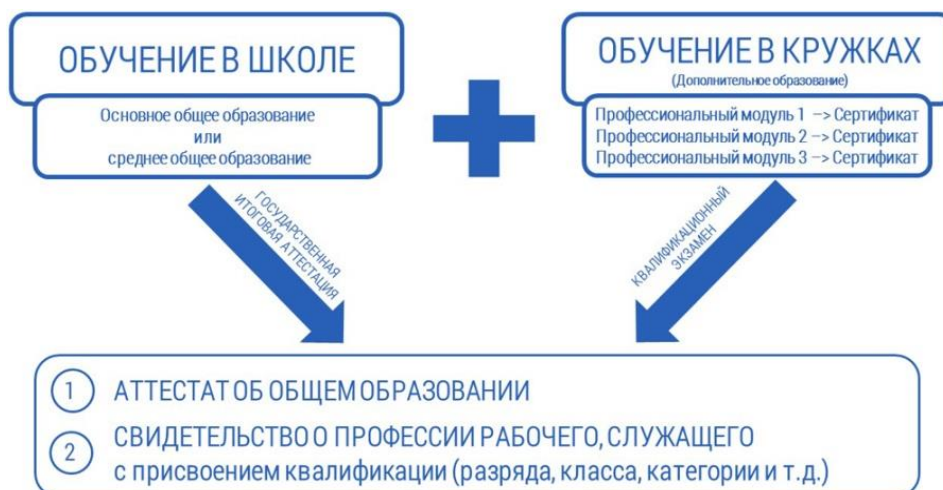 ОБУЧЕНИЕ В ШКОЛЕ
Основное общее образование
или
среднее общее образование
ОБУЧЕНИЕ В КРУЖКАХ
(Дополнительное образование)
Профессиональный модуль 1 –> Сертификат
Профессиональный модуль 2 –> Сертификат
Профессиональный модуль 3 –> Сертификат
ГОСУДАРСТВЕННАЯ
ИТОГОВАЯ АТТЕСТАЦИЯ
КВАЛИФИКАЦИОННЫЙ
ЭКЗАМЕН
1 АТТЕСТАТ ОБ ОБЩЕМ ОБРАЗОВАНИИ
2 СВИДЕТЕЛЬСТВО О ПРОФЕССИИ РАБОЧЕГО, СЛУЖАЩЕГО
с присвоением квалификации (разряда, класса, категории и т.д.)